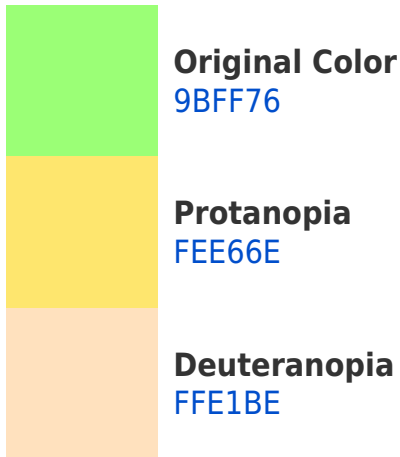 Original Color
9BFF76
Protanopia
FEE66E
Deuteranopia
FFE1BE